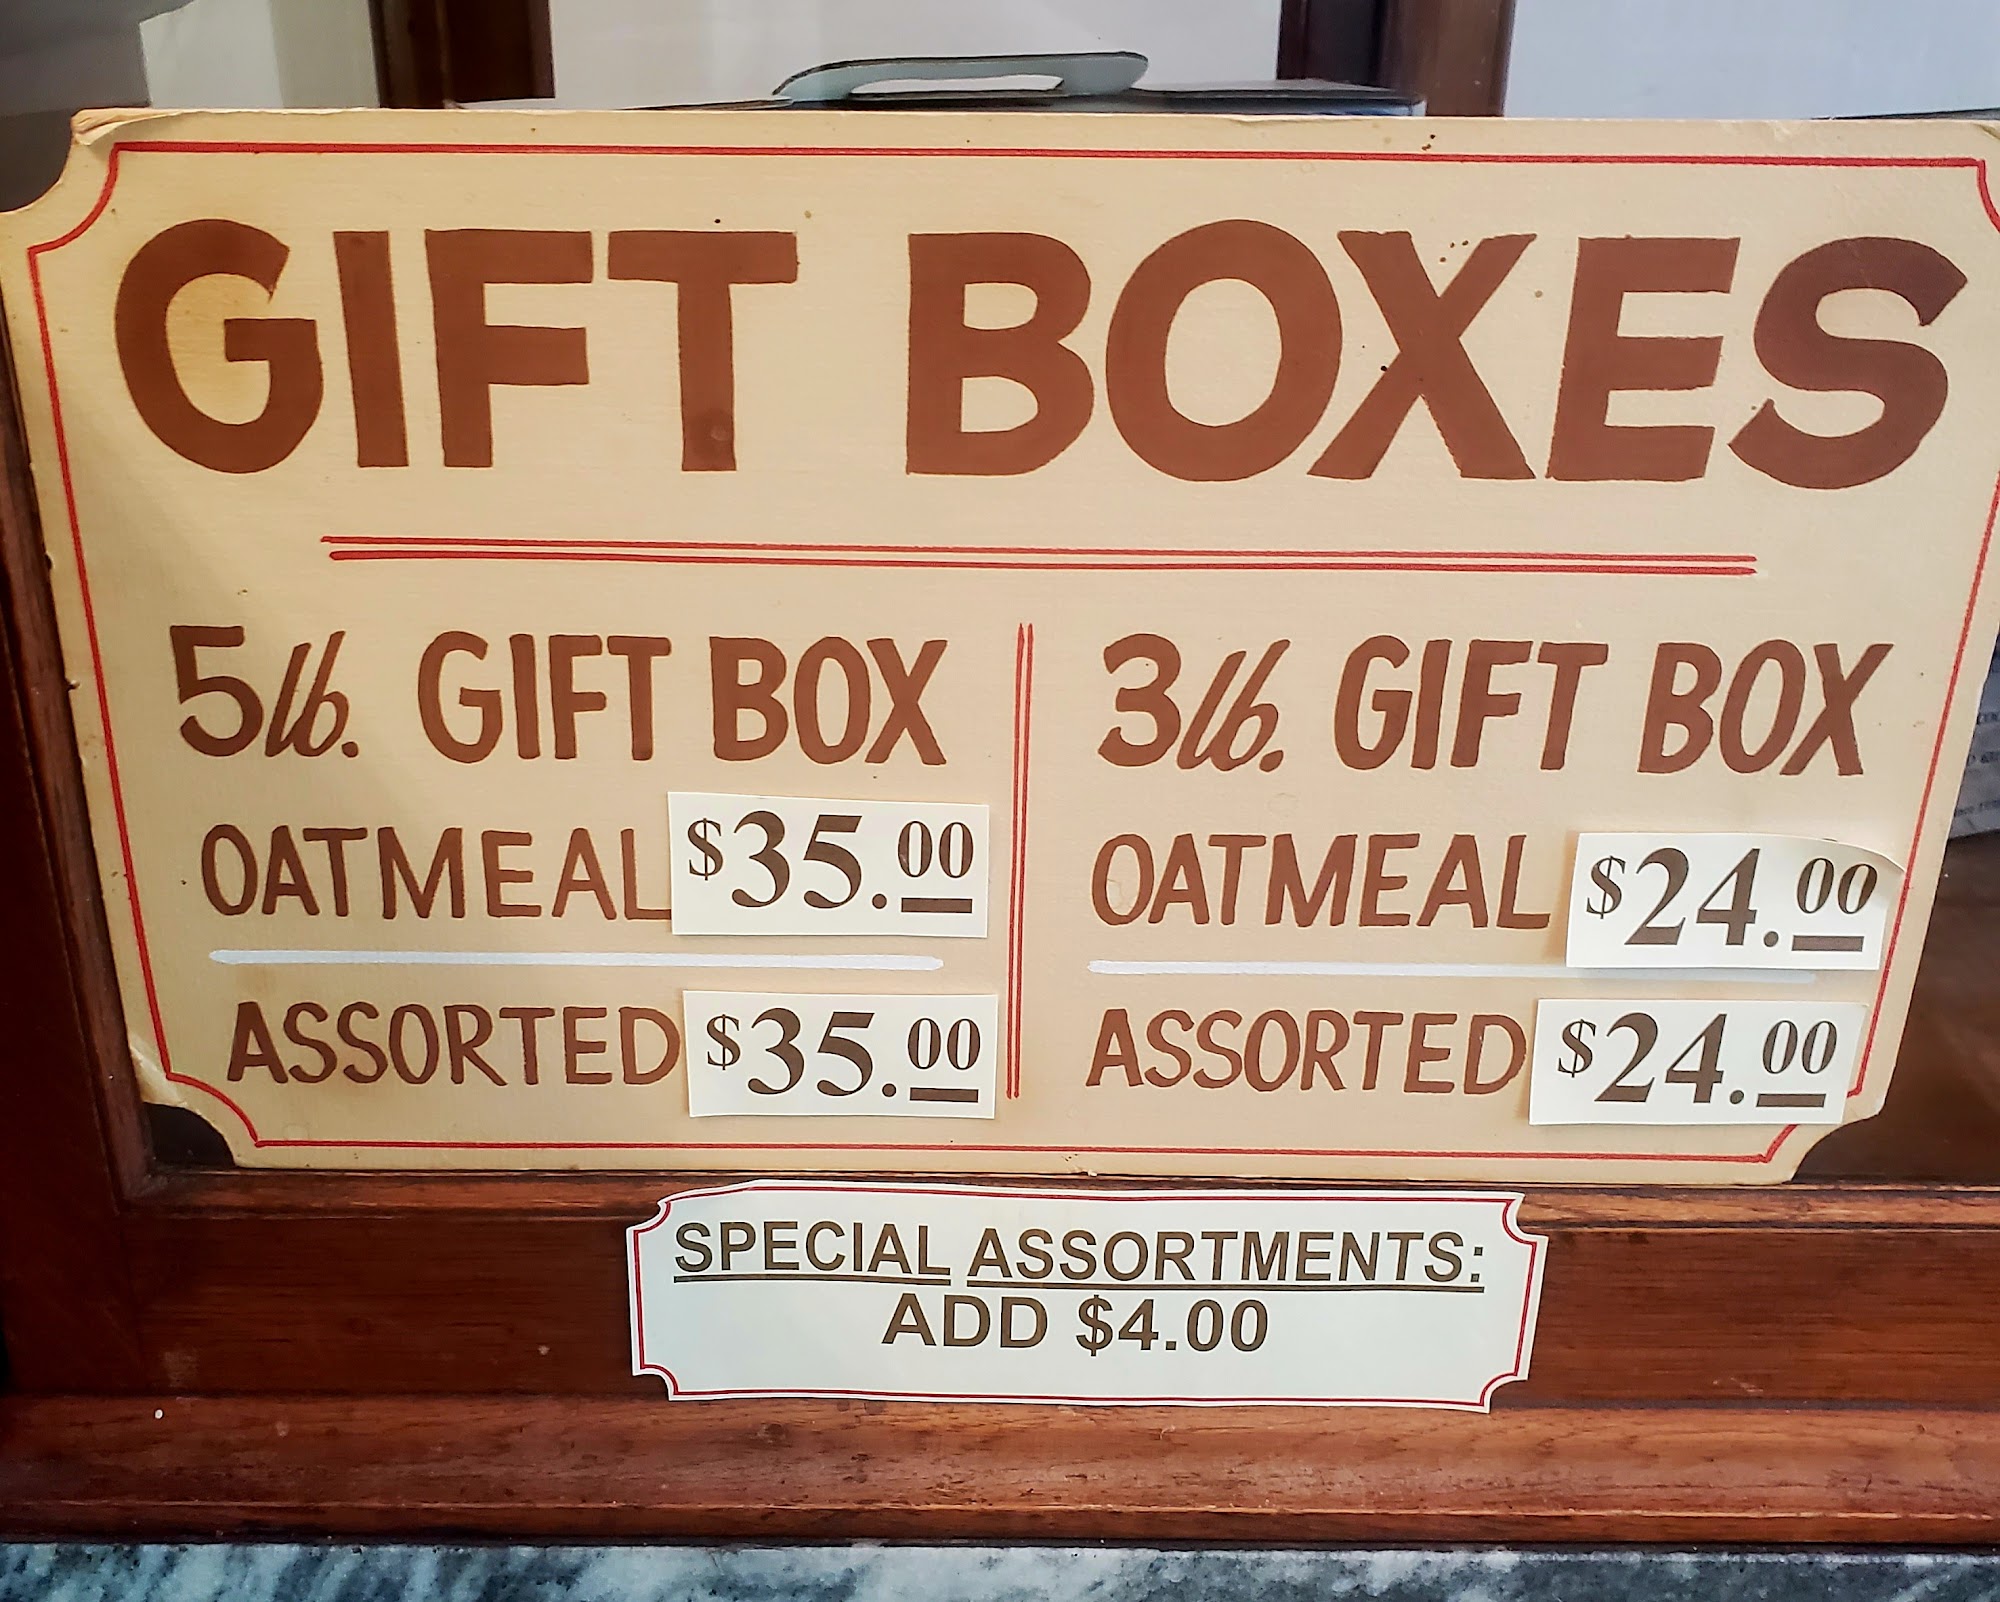 GIFT BOXES
5lb. GIFT BOX
OATMEAL $35.00
ASSORTED $35.00
3lb. GIFT BOX
OATMEAL $24.00
ASSORTED $24.00
SPECIAL ASSORTMENTS:
ADD $4.00